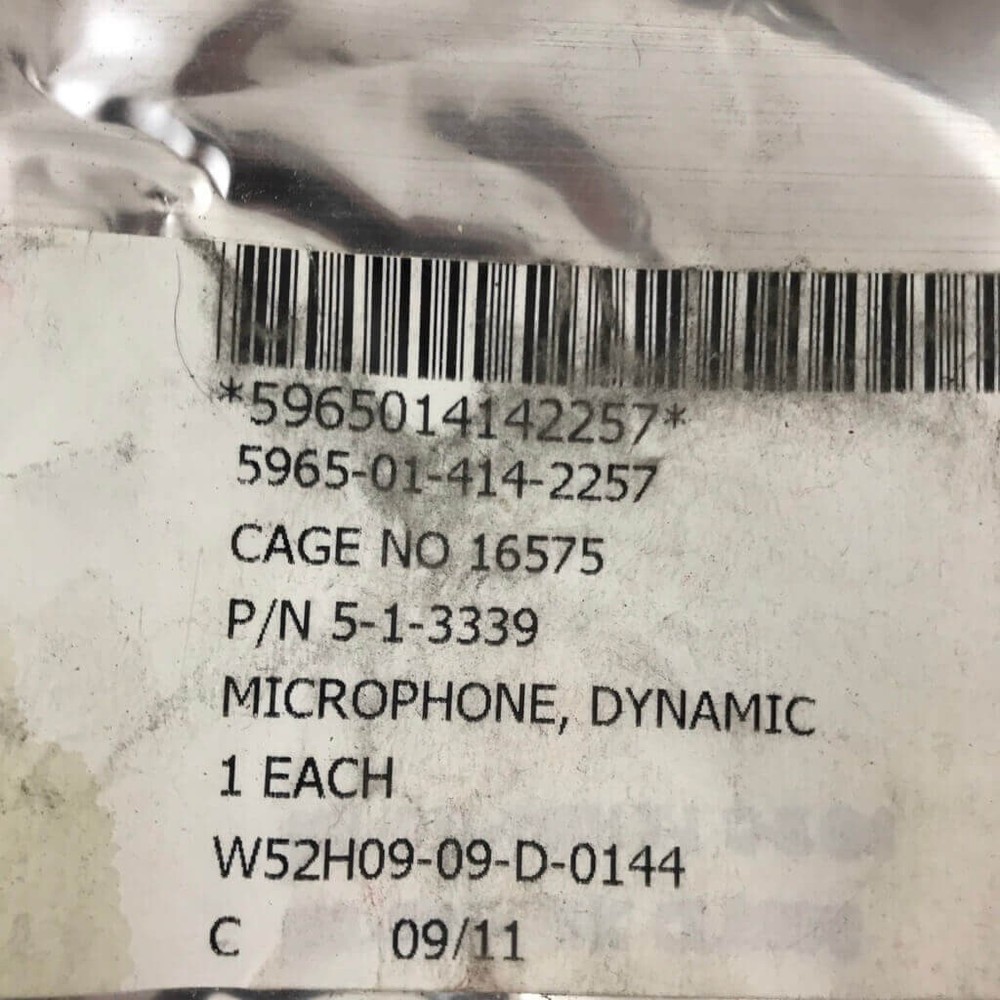 *5965014142257*
5965-01-414-2257
CAGE NO 16575
P/N 5-1-3339
MICROPHONE, DYNAMIC
1 EACH
W52H09-09-D-0144
C 09/11